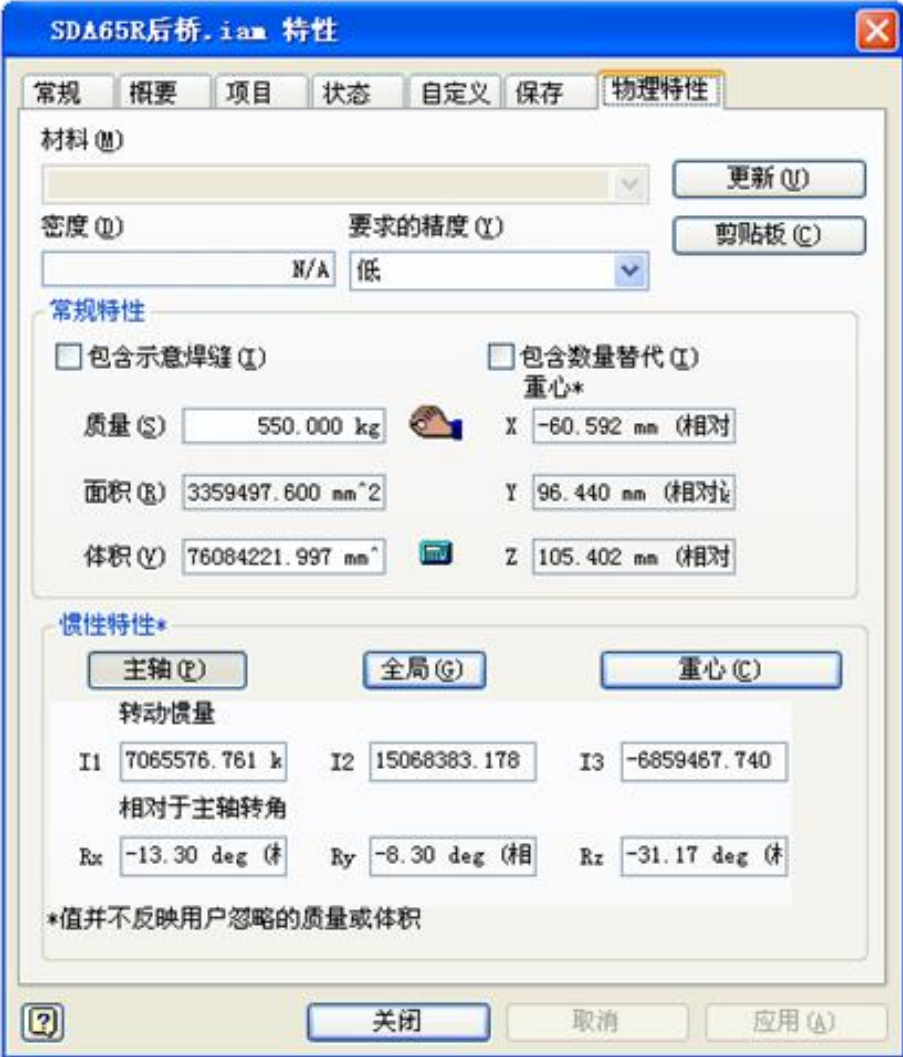 SDA65R后桥.iam 特性
常规 概要 项目 状态 自定义 保存 物理特性
材料(M)
更新(U)
密度(D) 要求的精度(Y)
剪贴板(C)
N/A 低
常规特性
包含示意焊缝(I) 包含数量替代(I)
重心*
质量(S) 550.000 kg X -60.592 mm (相对
面积(R) 3359497.600 mm^2 Y 96.440 mm (相对
体积(V) 76084221.997 mm^ Z 105.402 mm (相对
惯性特性*
主轴(P) 全局(G) 重心(C)
转动惯量
I1 7065576.761 k I2 15068383.178 I3 -6859467.740
相对于主轴转角
Rx -13.30 deg ( Ry -8.30 deg (相 Rz -31.17 deg (
*值并不反映用户忽略的质量或体积
关闭 取消 应用(A)